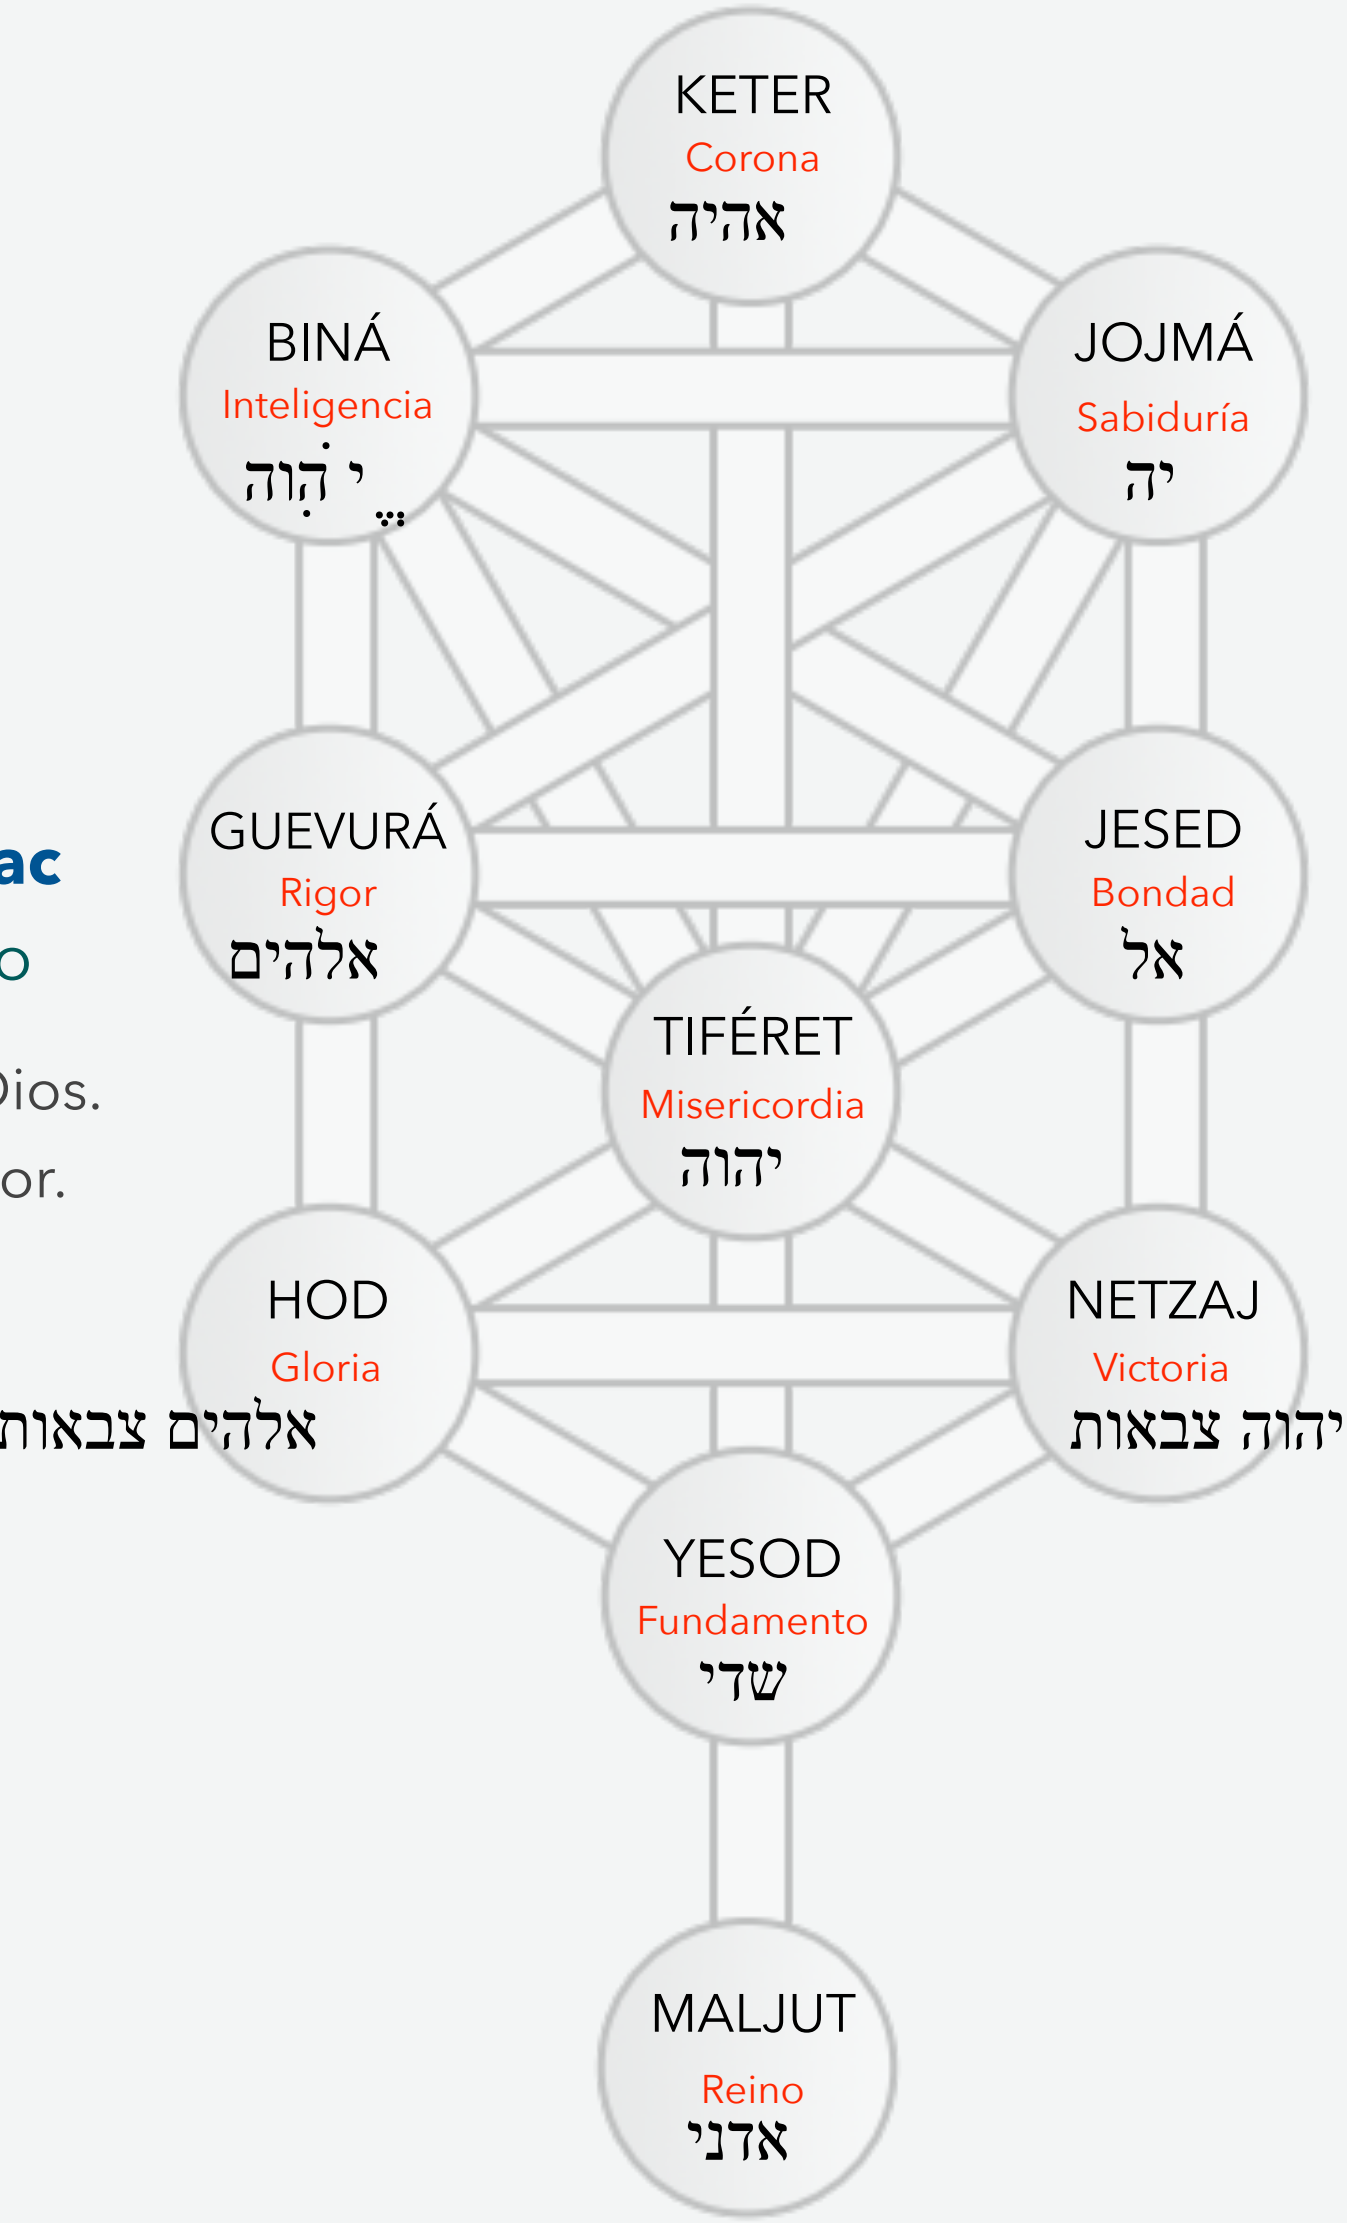 KETER
Corona
אהיה
BINÁ
Inteligencia
יֱהֹוִה
JOJMÁ
Sabiduría
יה
GUEVURÁ
Rigor
אלהים
JESED
Bondad
אל
ac
o
Dios.
or.
TIFÉRET
Misericordia
יהוה
HOD
Gloria
אלהים צבאות
NETZAJ
Victoria
יהוה צבאות
YESOD
Fundamento
שדי
MALJUT
Reino
אדני